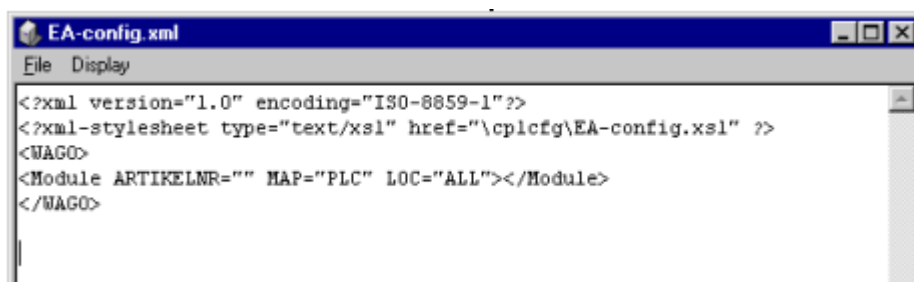 EA-config.xml
File Display
<?xml version="1.0" encoding="ISO-8859-1"?>
<?xml-stylesheet type="text/xsl" href="\cplcfg\EA-config.xsl" ?>
<WAGO>
<Module ARTIKELNR="" MAP="PLC" LOC="ALL"></Module>
</WAGO>